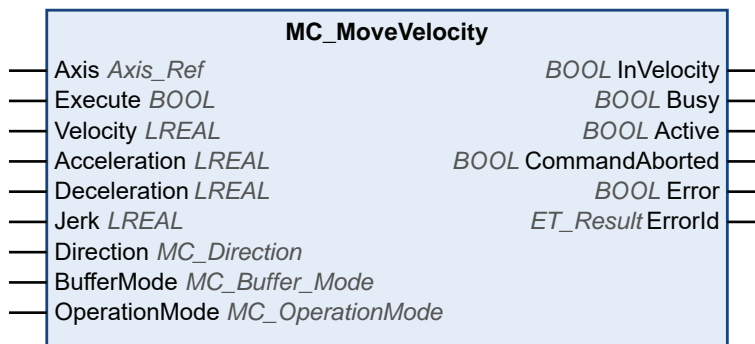 MC_MoveVelocity
Axis Axis_Ref BOOL InVelocity
Execute BOOL BOOL Busy
Velocity LREAL BOOL Active
Acceleration LREAL BOOL CommandAborted
Deceleration LREAL BOOL Error
Jerk LREAL ET_Result ErrorId
Direction MC_Direction
BufferMode MC_Buffer_Mode
OperationMode MC_OperationMode